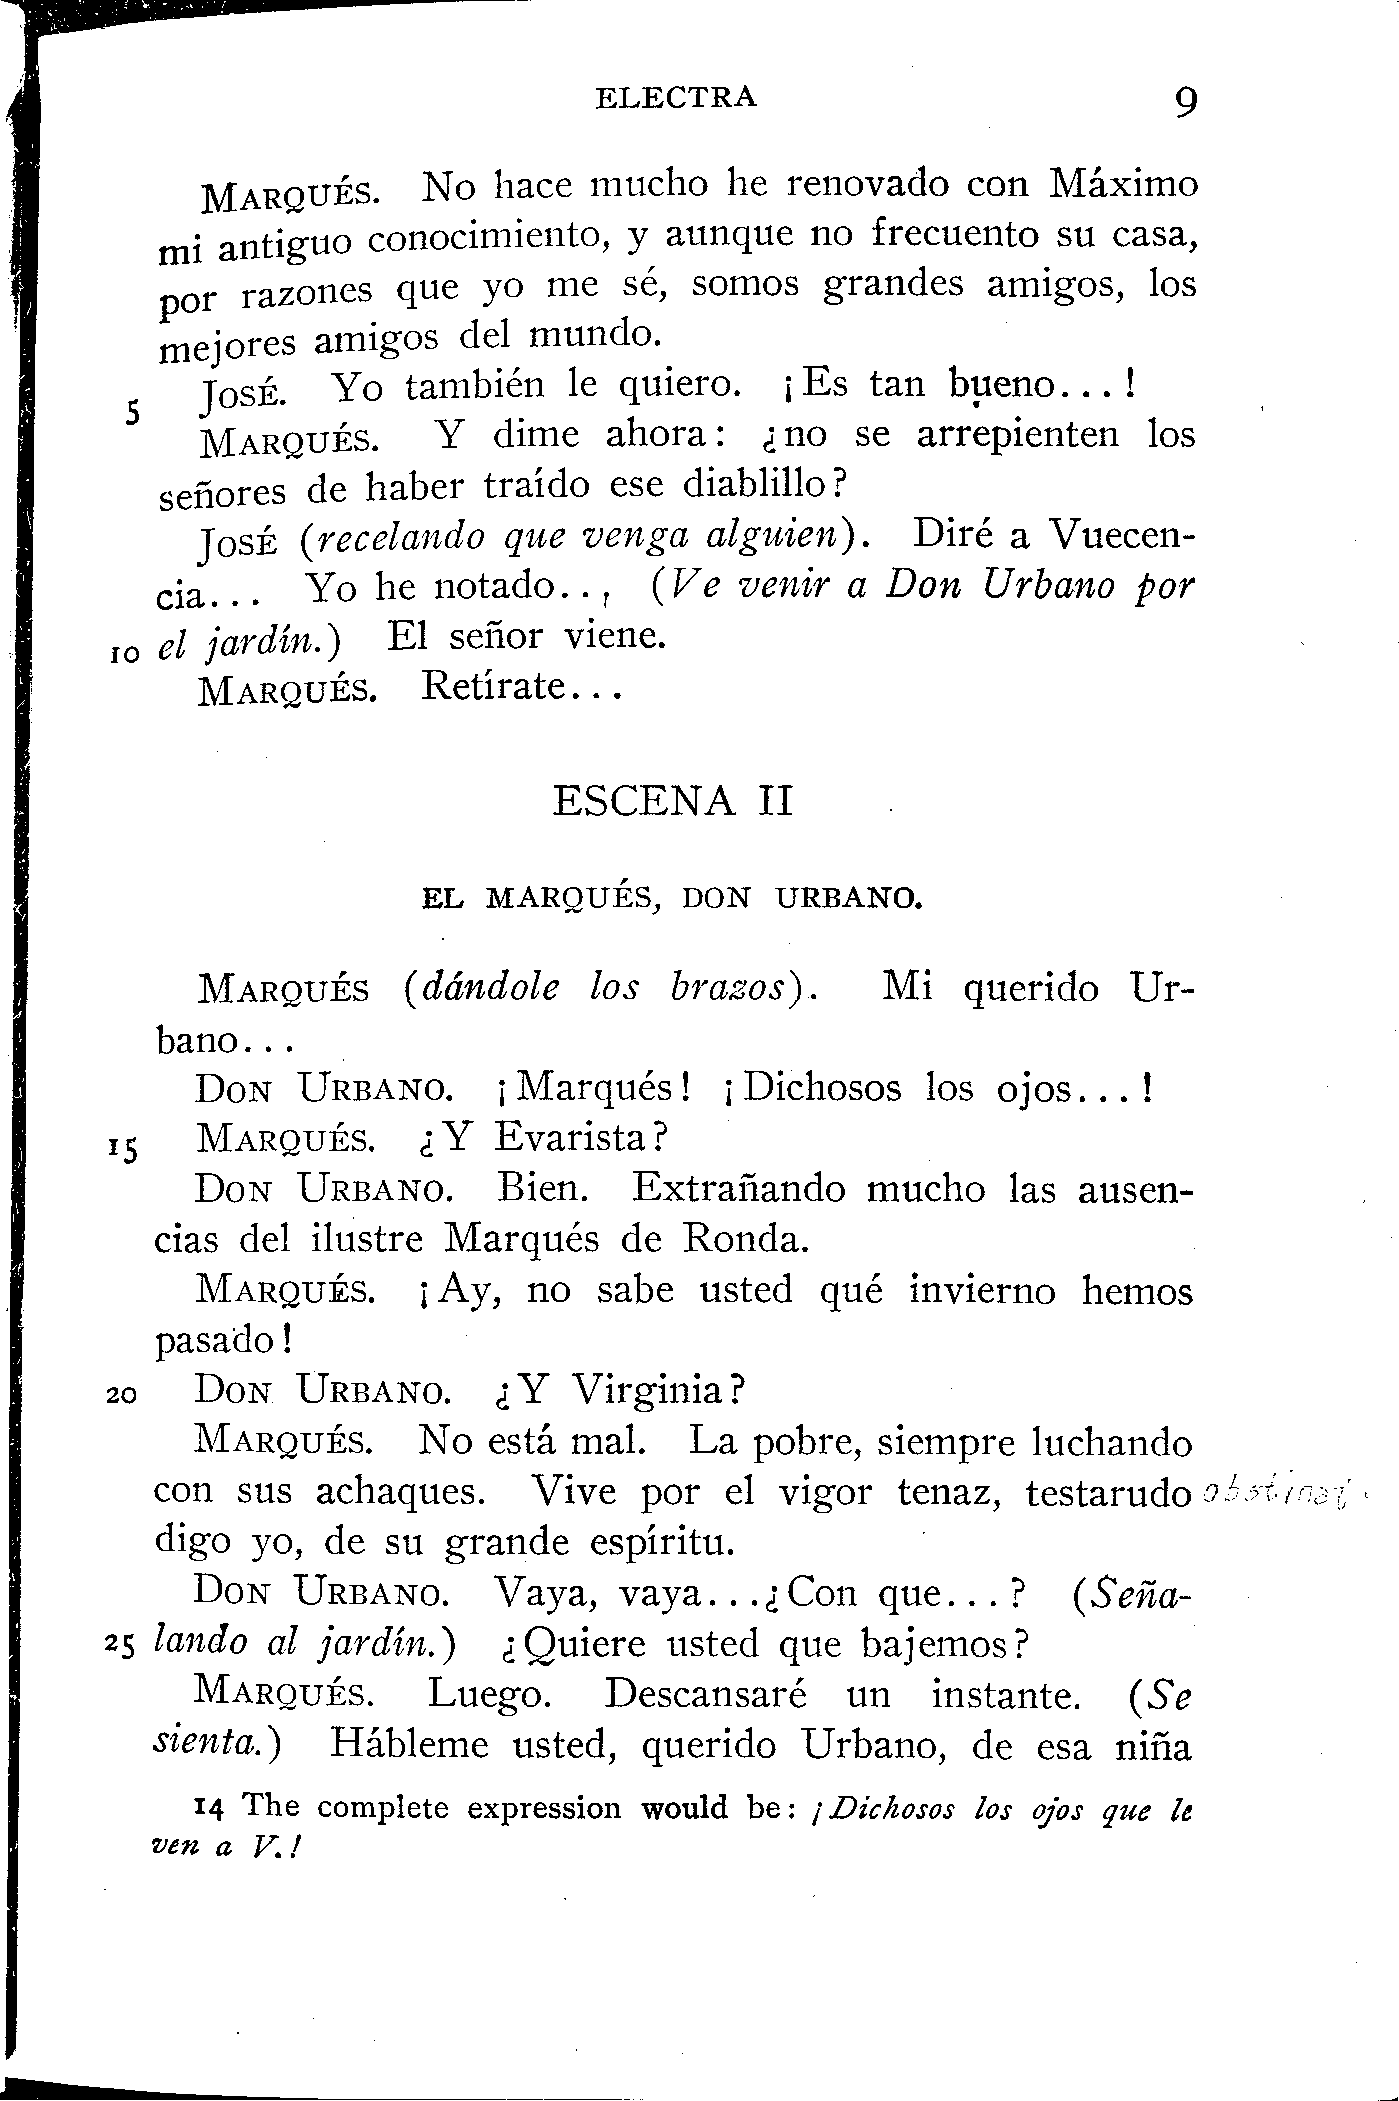 ELECTRA 9
MARQUÉS. No hace mucho he renovado con Máximo
mi antiguo conocimiento, y aunque no frecuento su casa,
por razones que yo me sé, somos grandes amigos, los
mejores amigos del mundo.
5 JOSÉ. Yo también le quiero. ¡Es tan bueno...!
MARQUÉS. Y dime ahora: ¿no se arrepienten los
señores de haber traído ese diablillo?
JOSÉ (recelando que venga alguien). Diré a Vuecen-
cia... Yo he notado.., (Ve venir a Don Urbano por
10 el jardín.) El señor viene.
MARQUÉS. Retírate...
ESCENA II
EL MARQUÉS, DON URBANO.
MARQUÉS (dándole los brazos). Mi querido Ur-
bano...
DON URBANO. ¡Marqués! ¡Dichosos los ojos...!
15 MARQUÉS. ¿Y Evarista?
DON URBANO. Bien. Extrañando mucho las ausen-
cias del ilustre Marqués de Ronda.
MARQUÉS. ¡Ay, no sabe usted qué invierno hemos
pasado!
20 DON URBANO. ¿Y Virginia?
MARQUÉS. No está mal. La pobre, siempre luchando
con sus achaques. Vive por el vigor tenaz, testarudo
digo yo, de su grande espíritu.
DON URBANO. Vaya, vaya...¿Con que...? (Seña-
25 lando al jardín.) ¿Quiere usted que bajemos?
MARQUÉS. Luego. Descansaré un instante. (Se
sienta.) Hábleme usted, querido Urbano, de esa niña
14 The complete expression would be: ¡Dichosos los ojos que le
ven a V.!